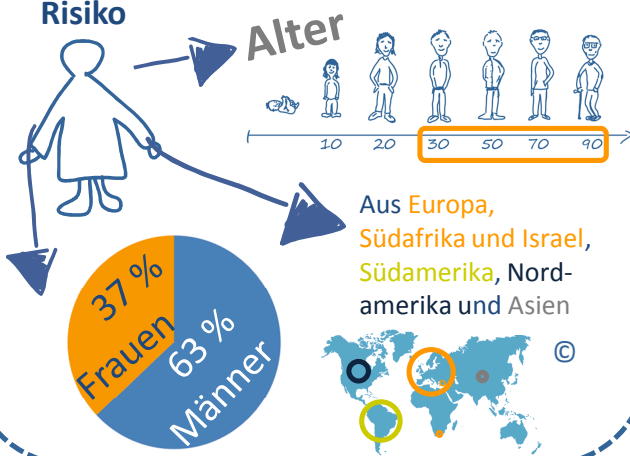 Risiko
Alter
10 20 30 50 70 90
Aus Europa,
Südafrika und Israel,
Südamerika, Nord-
amerika und Asien
37 %
Frauen
63 %
Männer
©